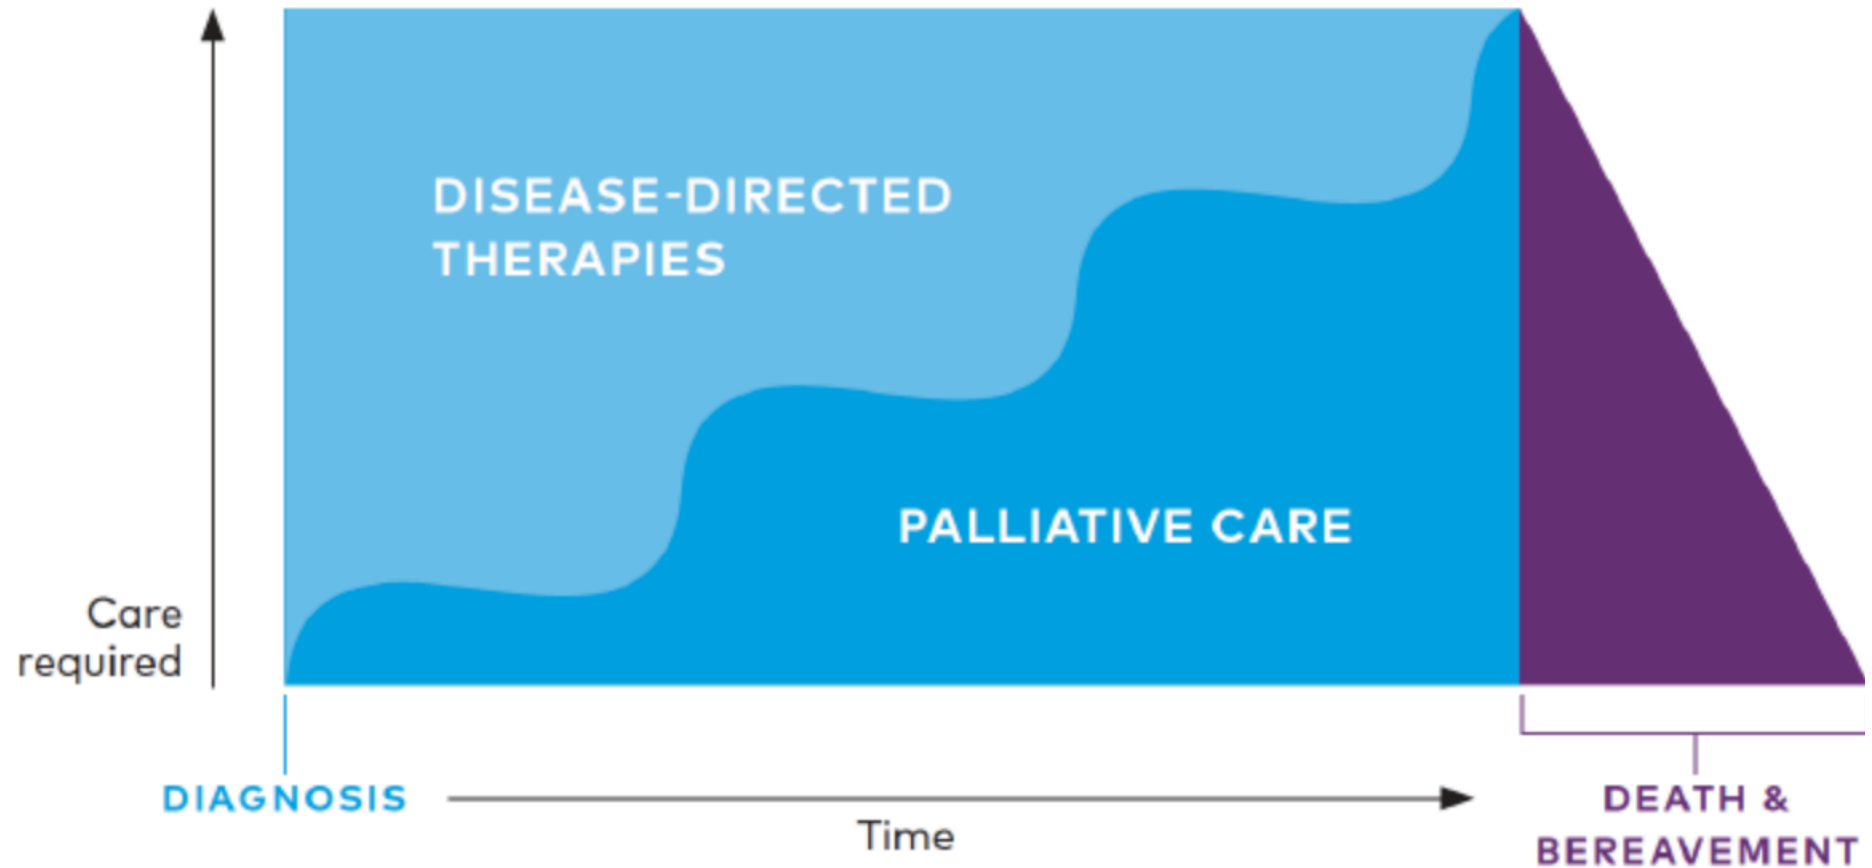 DISEASE-DIRECTED
THERAPIES
PALLIATIVE CARE
Care
required
DIAGNOSIS
Time
DEATH &
BEREAVEMENT